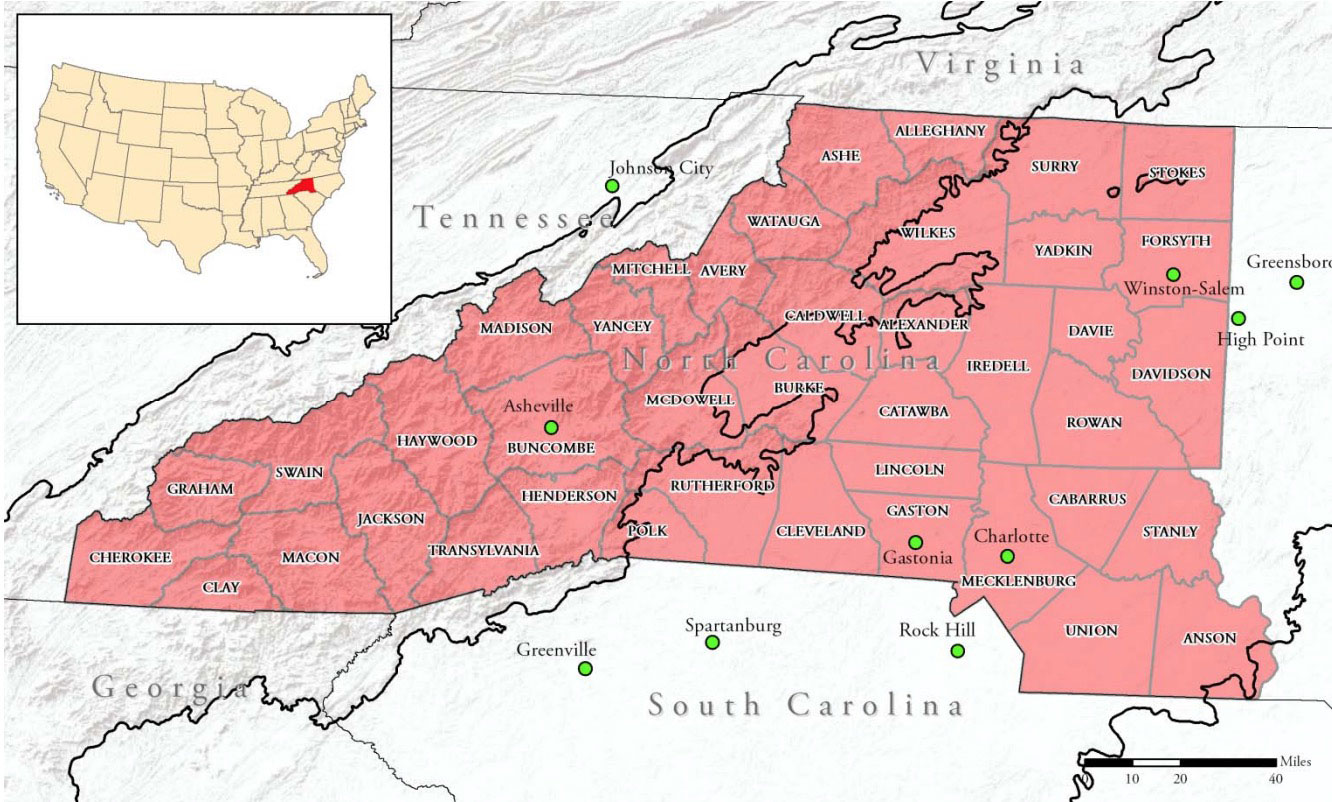 Virginia
ALLEGHANY
ASHE
SURRY
STOKES
Johnson City
Tennessee
WATAUGA
WILKES
YADKIN
FORSYTH
Greensboro
MITCHELL
AVERY
Winston-Salem
MADISON
YANCEY
CALDWELL
ALEXANDER
DAVIE
High Point
North Carolina
IREDELL
DAVIDSON
BURKE
MCDOWELL
Asheville
CATAWBA
ROWAN
HAYWOOD
BUNCOMBE
SWAIN
LINCOLN
GRAHAM
HENDERSON
RUTHERFORD
CABARRUS
JACKSON
GASTON
POLK
CLEVELAND
Charlotte
STANLY
CHEROKEE
MACON
TRANSYLVANIA
Gastonia
CLAY
MECKLENBURG
Spartanburg
Rock Hill
UNION
ANSON
Greenville
Georgia
South Carolina
Miles
0 10 20 40